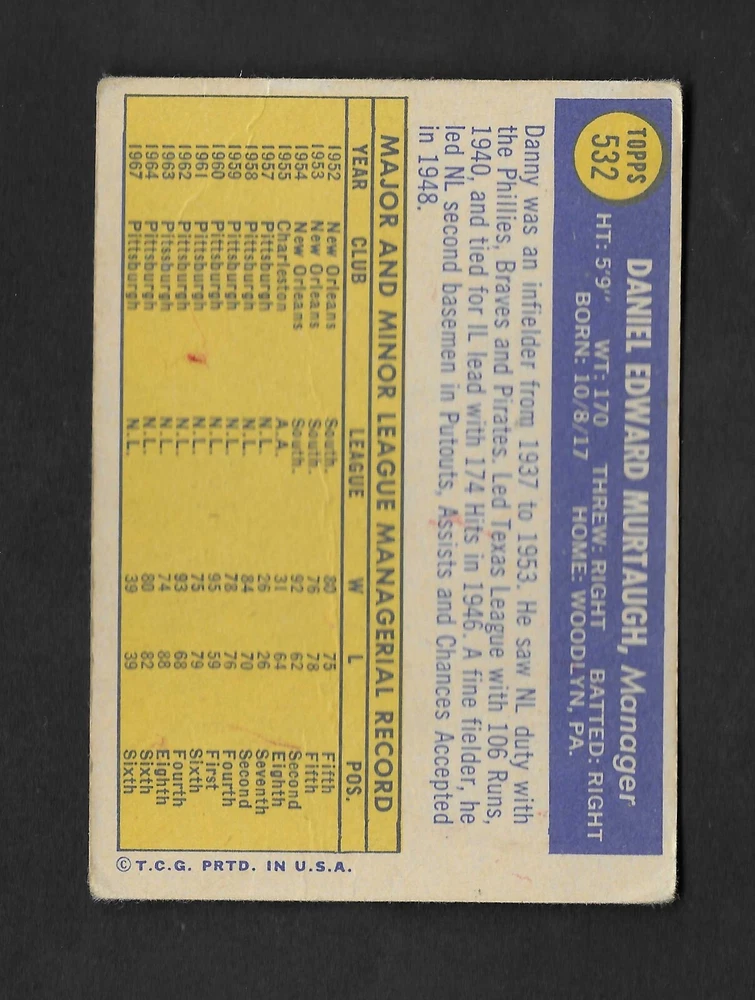 TOPPS
532
DANIEL EDWARD MURTAUGH, Manager
HT: 5'9" WT: 170 THREW: RIGHT BATTED: RIGHT
BORN: 10/8/17 HOME: WOODLYN, PA.
Danny was an infielder from 1937 to 1953. He saw NL duty with
the Phillies, Braves and Pirates. Led Texas League with 106 Runs,
1940, and tied for IL lead with 174 Hits in 1946. A fine fielder, he
led NL second basemen in Putouts, Assists and Chances Accepted
in 1948.
MAJOR AND MINOR LEAGUE MANAGERIAL RECORD
YEAR CLUB LEAGUE W L POS.
1952 New Orleans South. 80 75 Fifth
1953 New Orleans South. 76 78 Fifth
1954 New Orleans South. 92 62 Second
1955 Charleston A.A. 31 64 Eighth
1957 Pittsburgh N.L. 26 26 Seventh
1958 Pittsburgh N.L. 84 70 Second
1959 Pittsburgh N.L. 78 76 Fourth
1960 Pittsburgh N.L. 95 59 First
1961 Pittsburgh N.L. 75 79 Sixth
1962 Pittsburgh N.L. 93 68 Fourth
1963 Pittsburgh N.L. 74 88 Eighth
1964 Pittsburgh N.L. 80 82 Sixth
1967 Pittsburgh N.L. 39 39 Sixth
© T.C.G. PRTD. IN U.S.A.